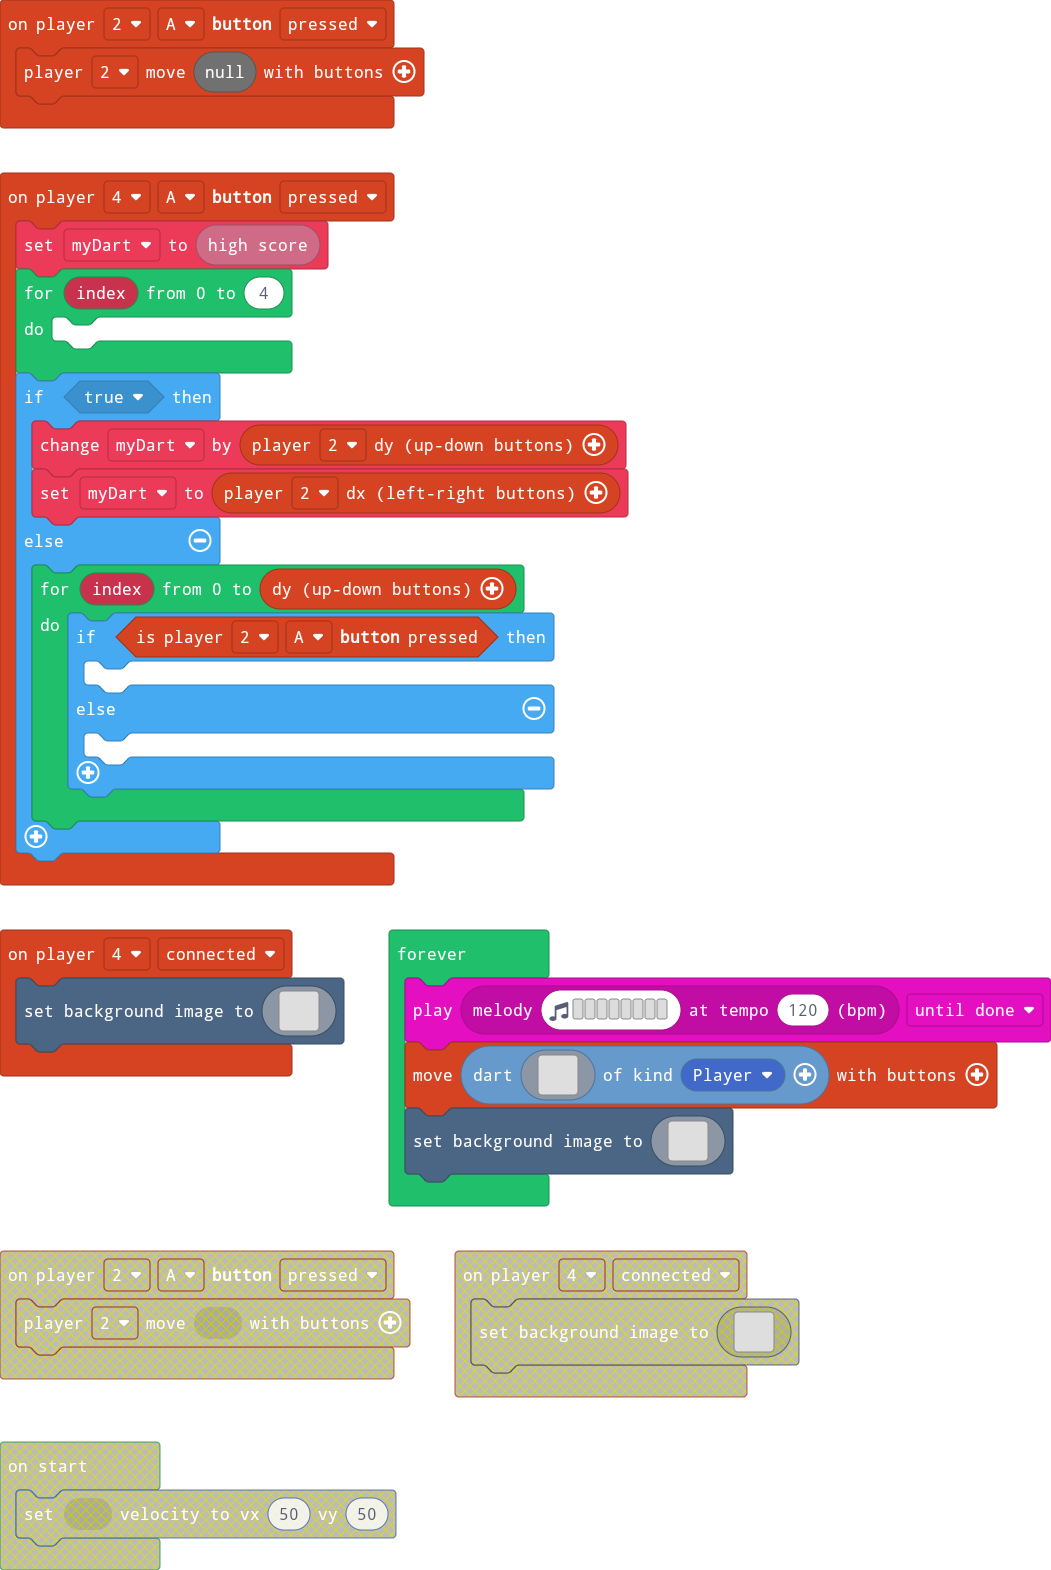 on player 2 A button pressed
player 2 move null with buttons
on player 4 A button pressed
set myDart to high score
for index from 0 to 4
do
if true then
change myDart by player 2 dy (up-down buttons)
set myDart to player 2 dx (left-right buttons)
else
for index from 0 to dy (up-down buttons)
do
if is player 2 A button pressed then
else
on player 4 connected
set background image to
forever
play melody at tempo 120 (bpm) until done
move dart of kind Player with buttons
set background image to
on player 2 A button pressed
player 2 move with buttons
on player 4 connected
set background image to
on start
set velocity to vx 50 vy 50